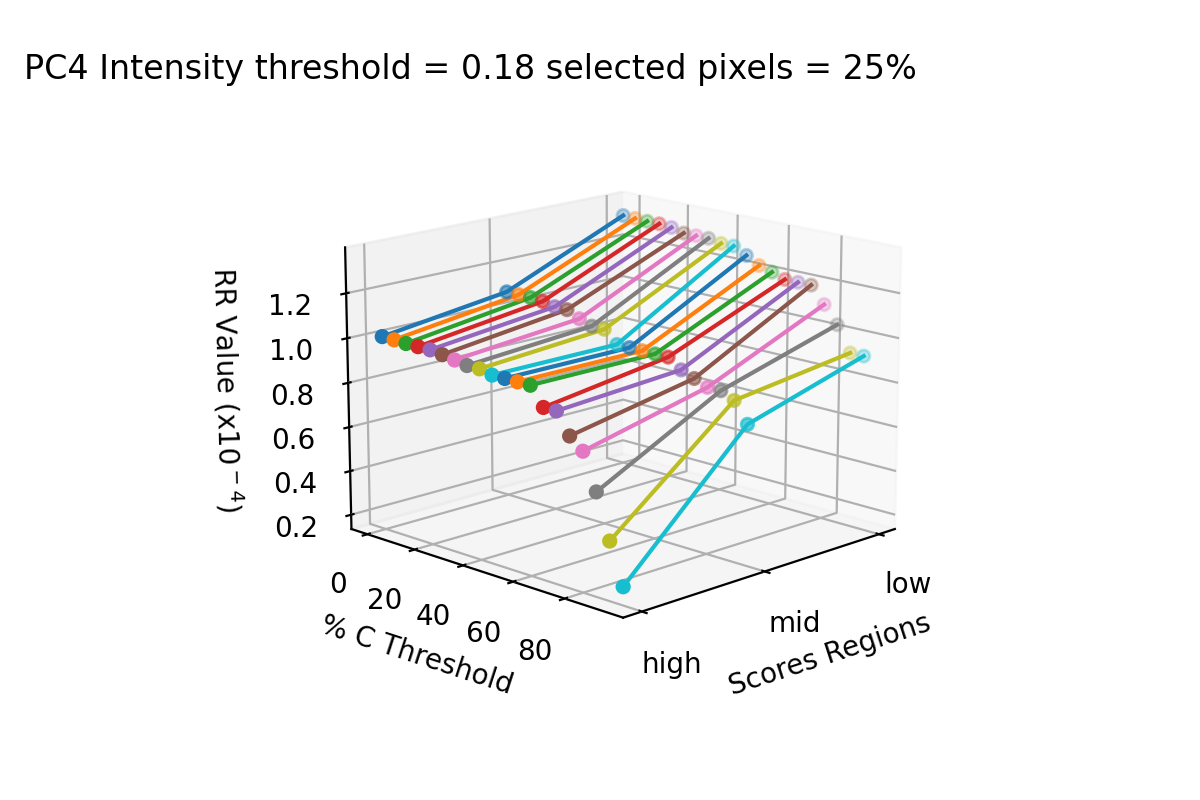 PC4 Intensity threshold = 0.18 selected pixels = 25%
RR Value (x10⁻⁴)
1.2
1.0
0.8
0.6
0.4
0.2
0
20
40
60
80
% C Threshold
high
mid
low
Scores Regions